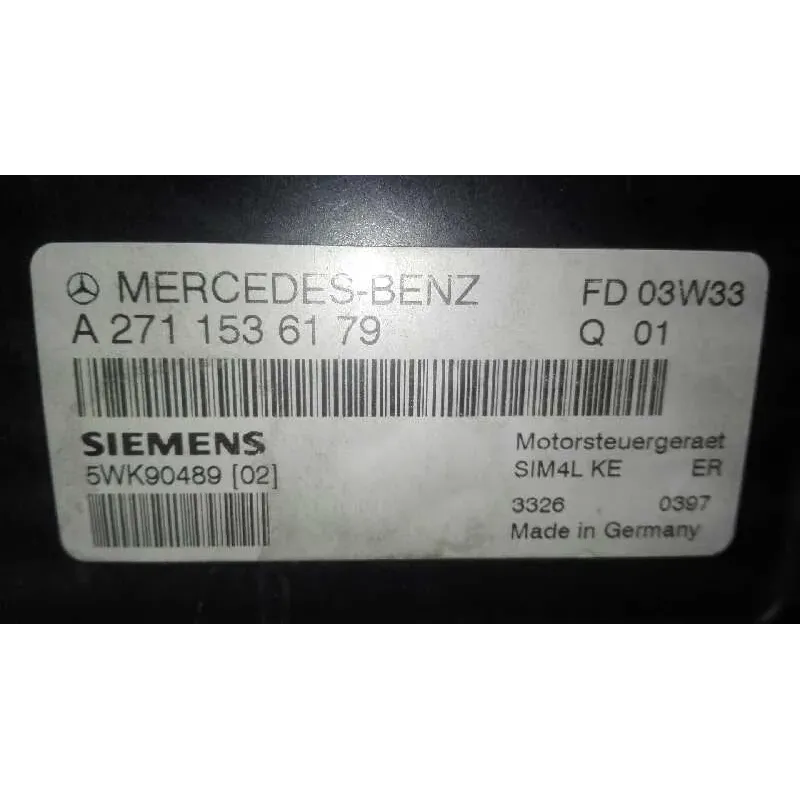 MERCEDES-BENZ FD 03W33
A 271 153 61 79 Q 01
SIEMENS Motorsteuergeraet
5WK90489 [02] SIM4L KE ER
3326 0397
Made in Germany